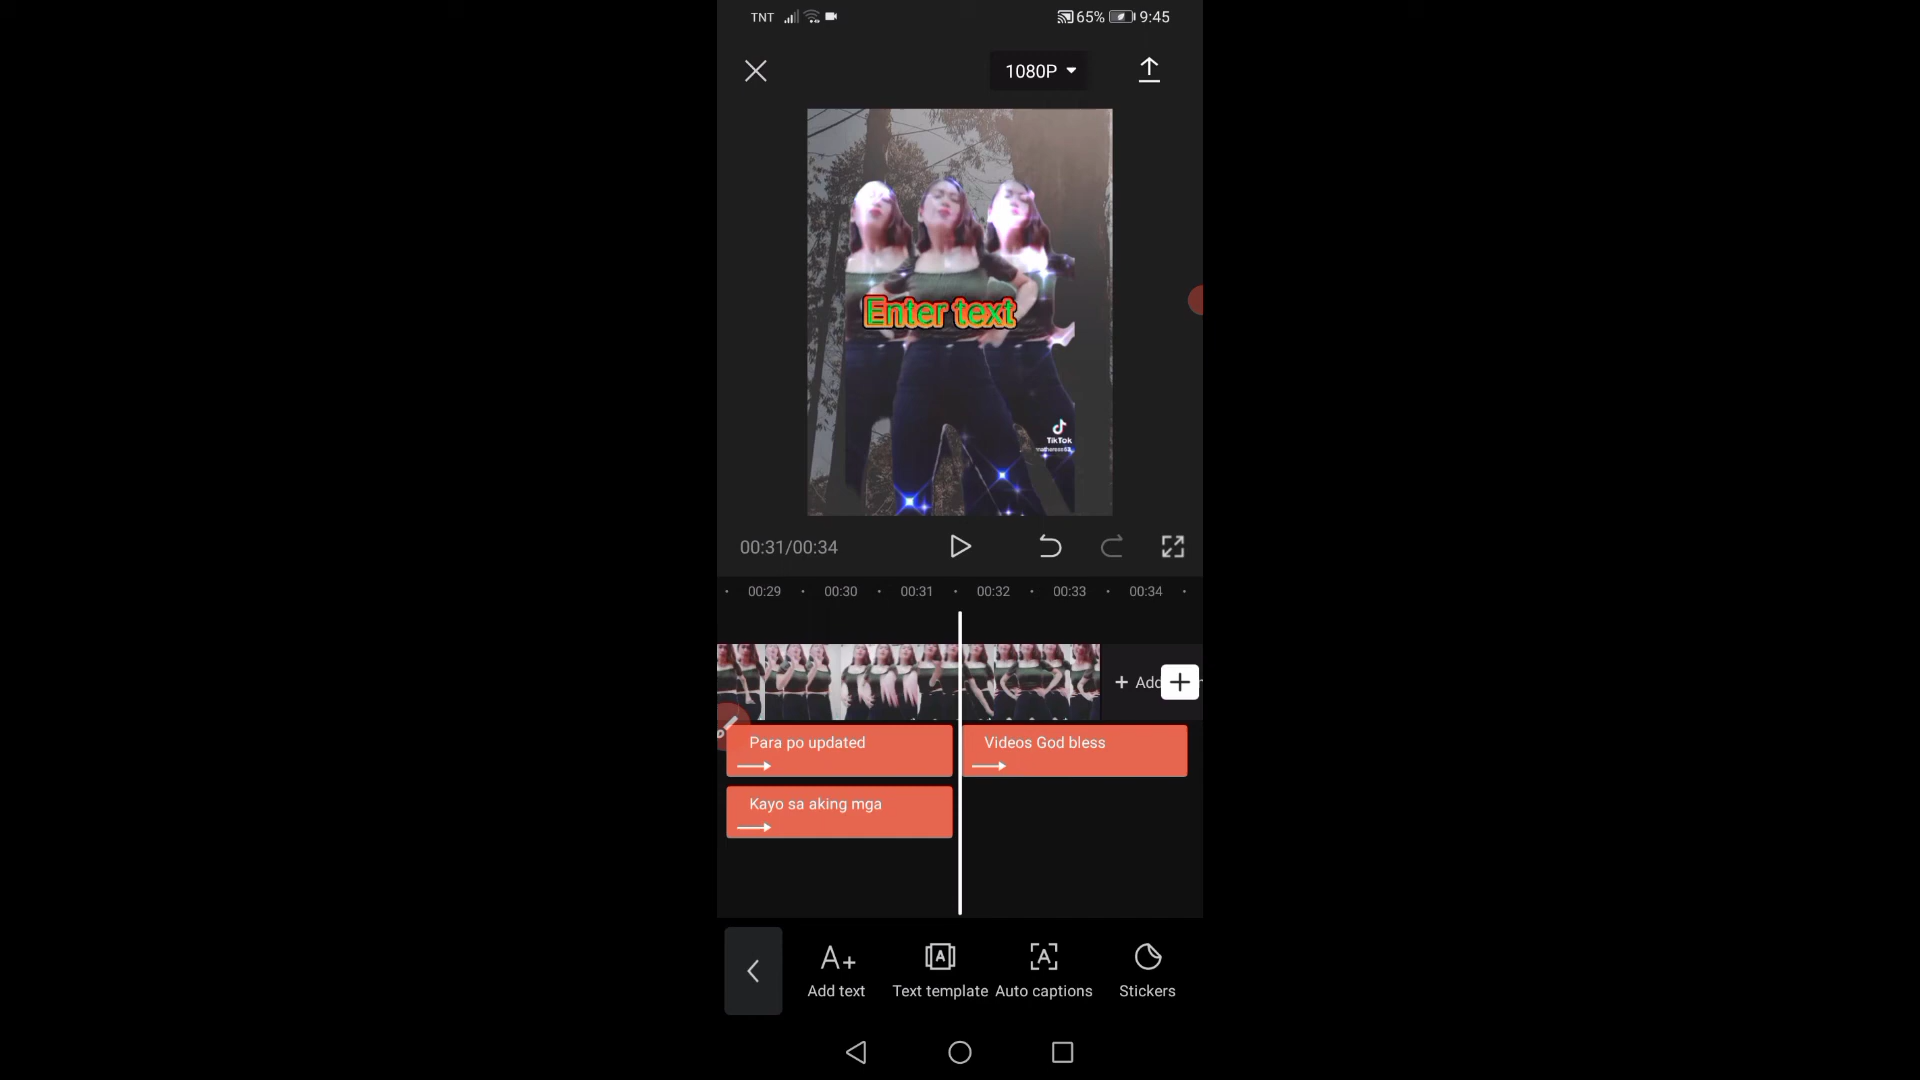 TNT
65%
9:45
1080P
Enter text
TikTok
00:31/00:34
00:29
00:30
00:31
00:32
00:33
00:34
+ Add
Para po updated
Videos God bless
Kayo sa aking mga
A+
Add text
Text template
Auto captions
Stickers